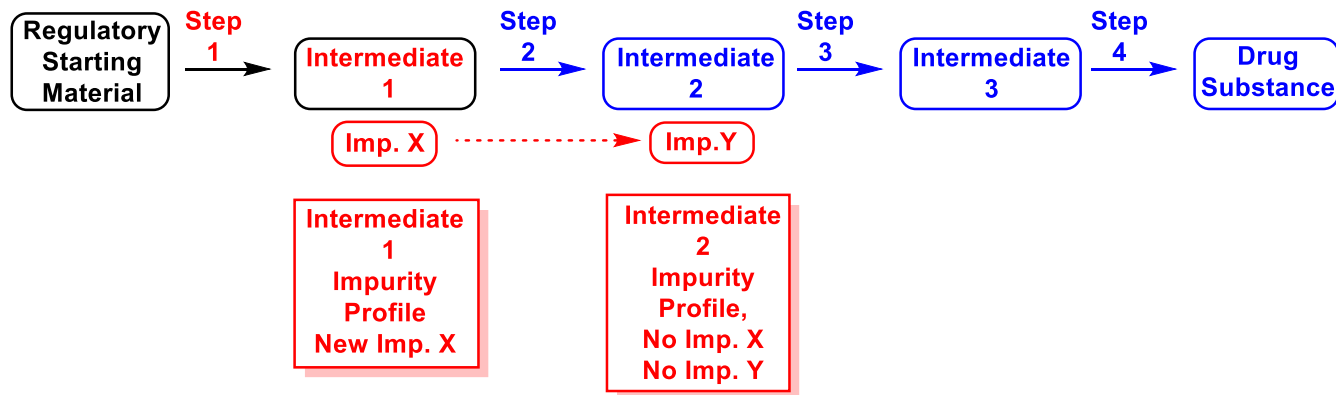 Regulatory
Starting
Material
Step
1
Intermediate
1
Step
2
Intermediate
2
Step
3
Intermediate
3
Step
4
Drug
Substance
Imp. X
Imp.Y
Intermediate
1
Impurity
Profile
New Imp. X
Intermediate
2
Impurity
Profile,
No Imp. X
No Imp. Y